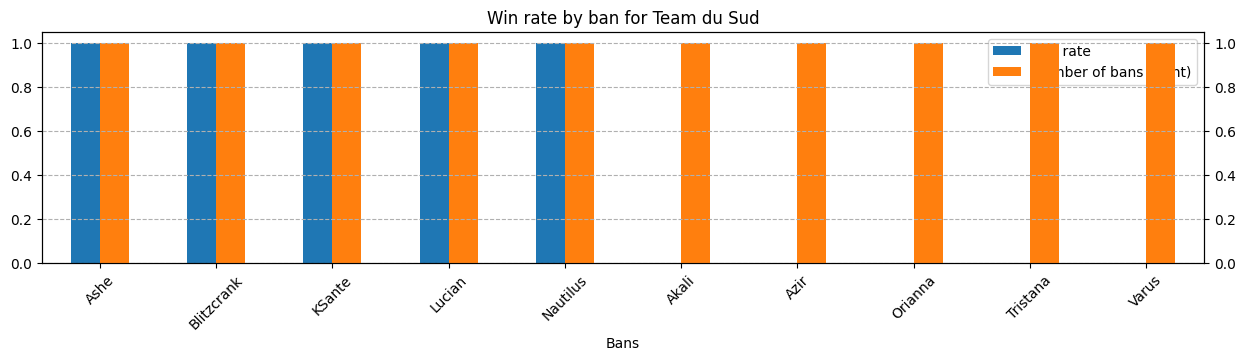 Win rate by ban for Team du Sud
1.0
0.8
0.6
0.4
0.2
0.0
rate
of bans
1.0
0.8
0.6
0.4
0.2
0.0
Ashe
Blitzcrank
KSante
Lucian
Nautilus
Akali
Azir
Orianna
Tristana
Varus
Bans